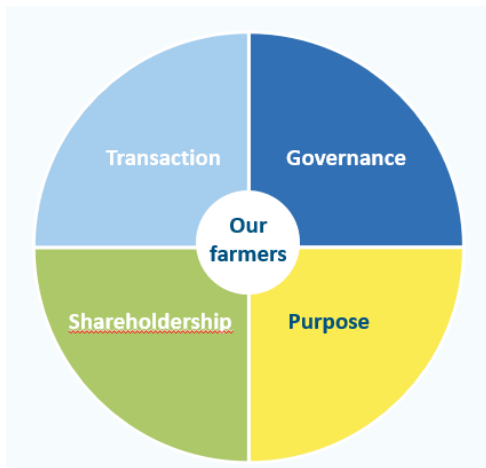 Transaction
Governance
Our
farmers
Shareholdership
Purpose